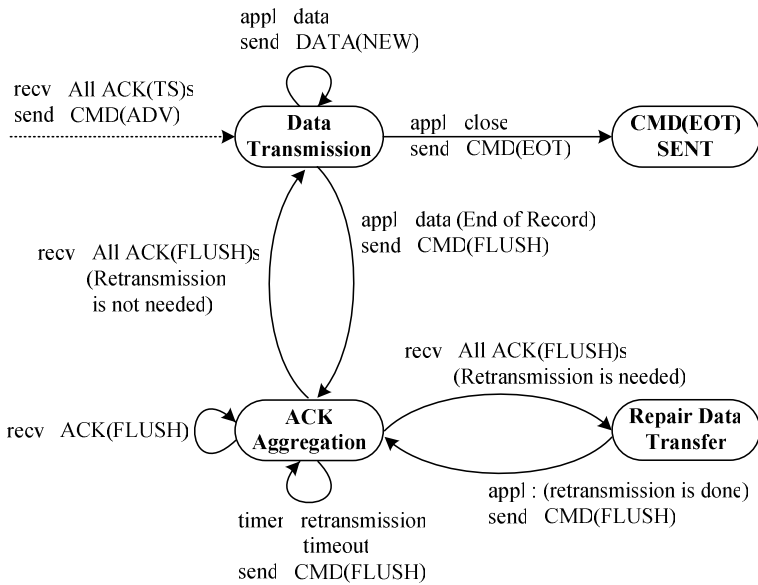 appl data
send DATA(NEW)
recv All ACK(TS)s
send CMD(ADV)
Data
Transmission
appl close
send CMD(EOT)
CMD(EOT)
SENT
appl data (End of Record)
send CMD(FLUSH)
recv All ACK(FLUSH)s
(Retransmission
is not needed)
recv All ACK(FLUSH)s
(Retransmission is needed)
recv ACK(FLUSH)
ACK
Aggregation
Repair Data
Transfer
appl : (retransmission is done)
send CMD(FLUSH)
timer retransmission
timeout
send CMD(FLUSH)